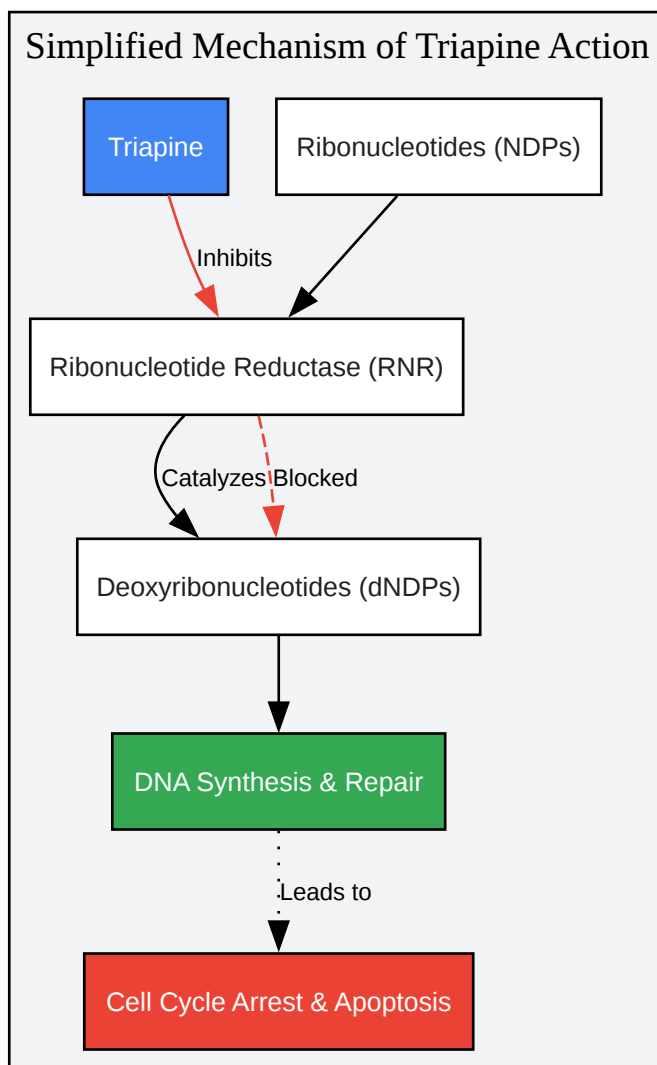 Simplified Mechanism of Triapine Action
Triapine
Ribonucleotides (NDPs)
Inhibits
Ribonucleotide Reductase (RNR)
Catalyzes
Blocked
Deoxyribonucleotides (dNDPs)
DNA Synthesis & Repair
Leads to
Cell Cycle Arrest & Apoptosis